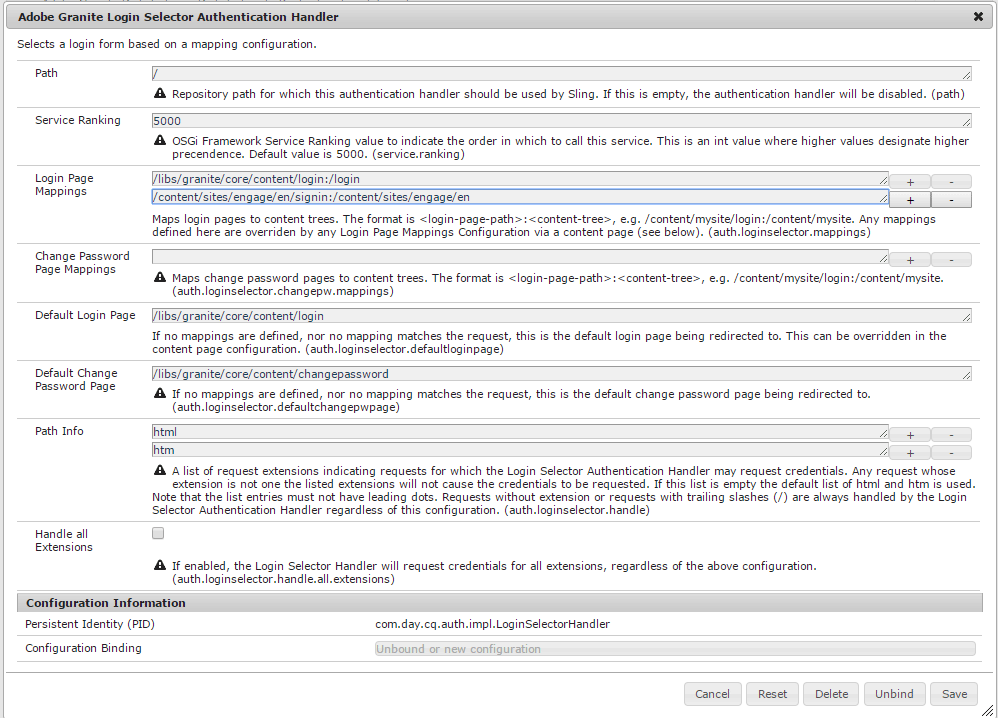 Adobe Granite Login Selector Authentication Handler
Selects a login form based on a mapping configuration.
Path
/
Repository path for which this authentication handler should be used by Sling. If this is empty, the authentication handler will be disabled. (path)
Service Ranking
5000
OSGi Framework Service Ranking value to indicate the order in which to call this service. This is an int value where higher values designate higher
precendence. Default value is 5000. (service.ranking)
Login Page
Mappings
/libs/granite/core/content/login:/login
+ -
/content/sites/engage/en/signin:/content/sites/engage/en
+ -
Maps login pages to content trees. The format is <login-page-path>:<content-tree>, e.g. /content/mysite/login:/content/mysite. Any mappings
defined here are overriden by any Login Page Mappings Configuration via a content page (see below). (auth.loginselector.mappings)
Change Password
Page Mappings
+ -
Maps change password pages to content trees. The format is <login-page-path>:<content-tree>, e.g. /content/mysite/login:/content/mysite.
(auth.loginselector.changepw.mappings)
Default Login Page
/libs/granite/core/content/login
If no mappings are defined, nor no mapping matches the request, this is the default login page being redirected to. This can be overridden in the
content page configuration. (auth.loginselector.defaultloginpage)
Default Change
Password Page
/libs/granite/core/content/changepassword
If no mappings are defined, nor no mapping matches the request, this is the default change password page being redirected to.
(auth.loginselector.defaultchangepwpage)
Path Info
html
+ -
htm
+ -
A list of request extensions indicating requests for which the Login Selector Authentication Handler may request credentials. Any request whose
extension is not one the listed extensions will not cause the credentials to be requested. If this list is empty the default list of html and htm is used.
Note that the list entries must not have leading dots. Requests without extension or requests with trailing slashes (/) are always handled by the Login
Selector Authentication Handler regardless of this configuration. (auth.loginselector.handle)
Handle all
Extensions
If enabled, the Login Selector Handler will request credentials for all extensions, regardless of the above configuration.
(auth.loginselector.handle.all.extensions)
Configuration Information
Persistent Identity (PID)
com.day.cq.auth.impl.LoginSelectorHandler
Configuration Binding
Unbound or new configuration
Cancel Reset Delete Unbind Save